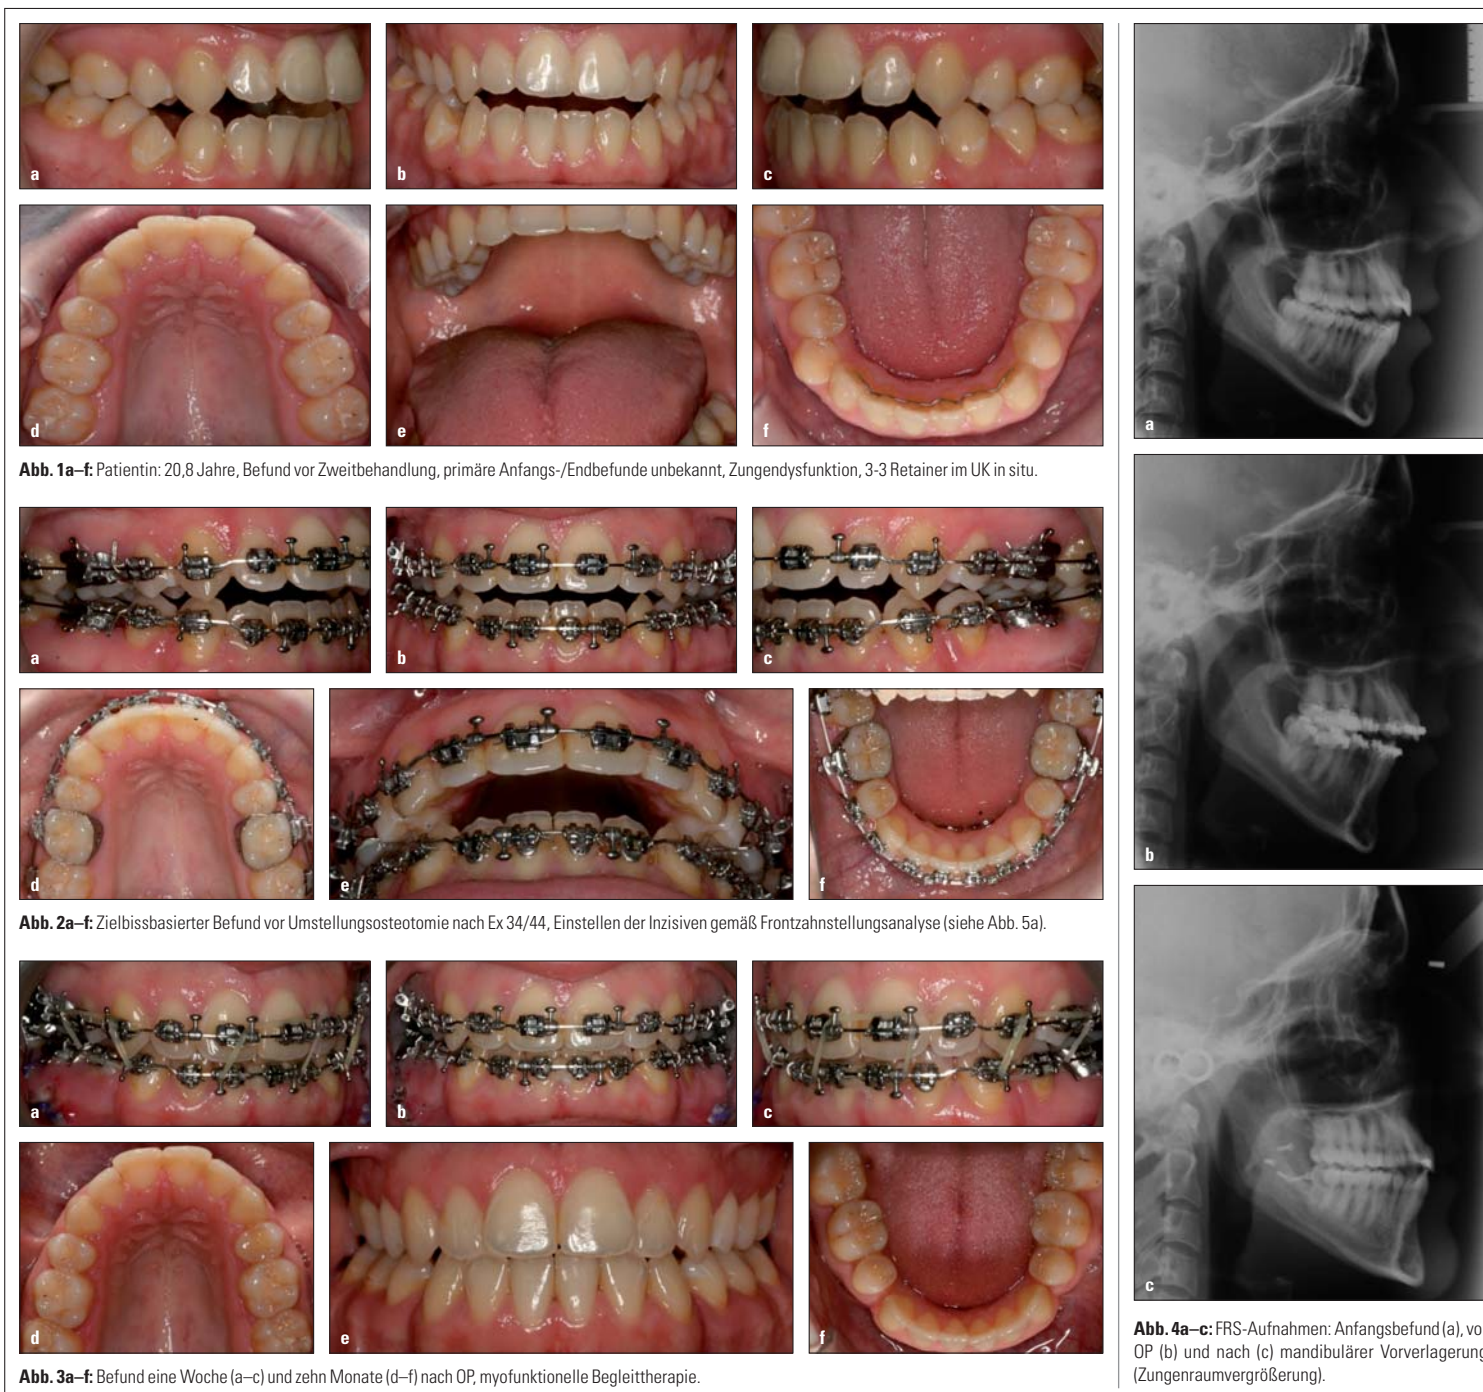 a
b
c
d
e
f
Abb. 1a–f: Patientin: 20,8 Jahre, Befund vor Zweitbehandlung, primäre Anfangs-/Endbefunde unbekannt, Zungendysfunktion, 3-3 Retainer im UK in situ.
a
b
c
d
e
f
Abb. 2a–f: Zielbissbasierter Befund vor Umstellungsosteotomie nach Ex 34/44, Einstellen der Inzisiven gemäß Frontzahnstellungsanalyse (siehe Abb. 5a).
a
b
c
d
e
f
Abb. 3a–f: Befund eine Woche (a–c) und zehn Monate (d–f) nach OP, myofunktionelle Begleittherapie.
a
b
c
Abb. 4a–c: FRS-Aufnahmen: Anfangsbefund (a), vo
OP (b) und nach (c) mandibulärer Vorverlagerung
(Zungenraumvergrößerung).